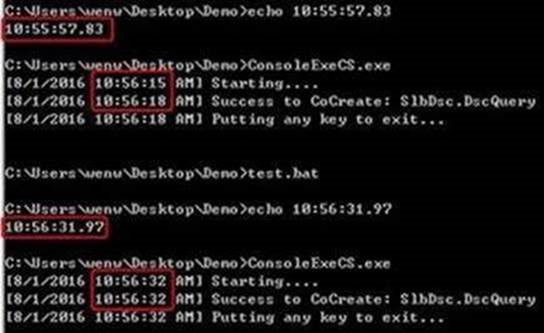 C:\Users\wenw\Desktop\Demo>echo 10:55:57.83
10:55:57.83
C:\Users\wenw\Desktop\Demo>ConsoleExeCS.exe
[8/1/2016 10:56:15 AM] Starting....
[8/1/2016 10:56:18 AM] Success to CoCreate: SlbDsc.DscQuery
[8/1/2016 10:56:18 AM] Putting any key to exit...
C:\Users\wenw\Desktop\Demo>test.bat
C:\Users\wenw\Desktop\Demo>echo 10:56:31.97
10:56:31.97
C:\Users\wenw\Desktop\Demo>ConsoleExeCS.exe
[8/1/2016 10:56:32 AM] Starting....
[8/1/2016 10:56:32 AM] Success to CoCreate: SlbDsc.DscQuery
[8/1/2016 10:56:32 AM] Putting any key to exit...